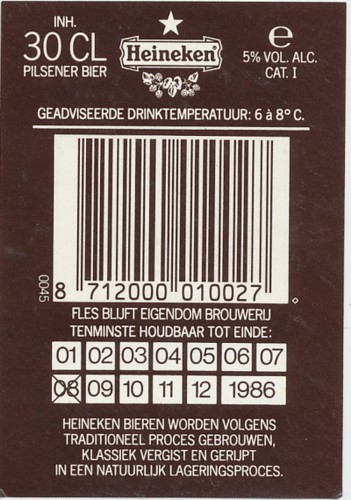 INH.
30 CL
PILSENER BIER
Heineken
e
5% VOL. ALC.
CAT. I
GEADVISEERDE DRINKTEMPERATUUR: 6 à 8° C.
0045
8 712000 010027
FLES BLIJFT EIGENDOM BROUWERIJ
TENMINSTE HOUDBAAR TOT EINDE:
01 02 03 04 05 06 07
08 09 10 11 12 1986
HEINEKEN BIEREN WORDEN VOLGENS
TRADITIONEEL PROCES GEBROUWEN,
KLASSIEK VERGIST EN GERIJPT
IN EEN NATUURLIJK LAGERINGSPROCES.